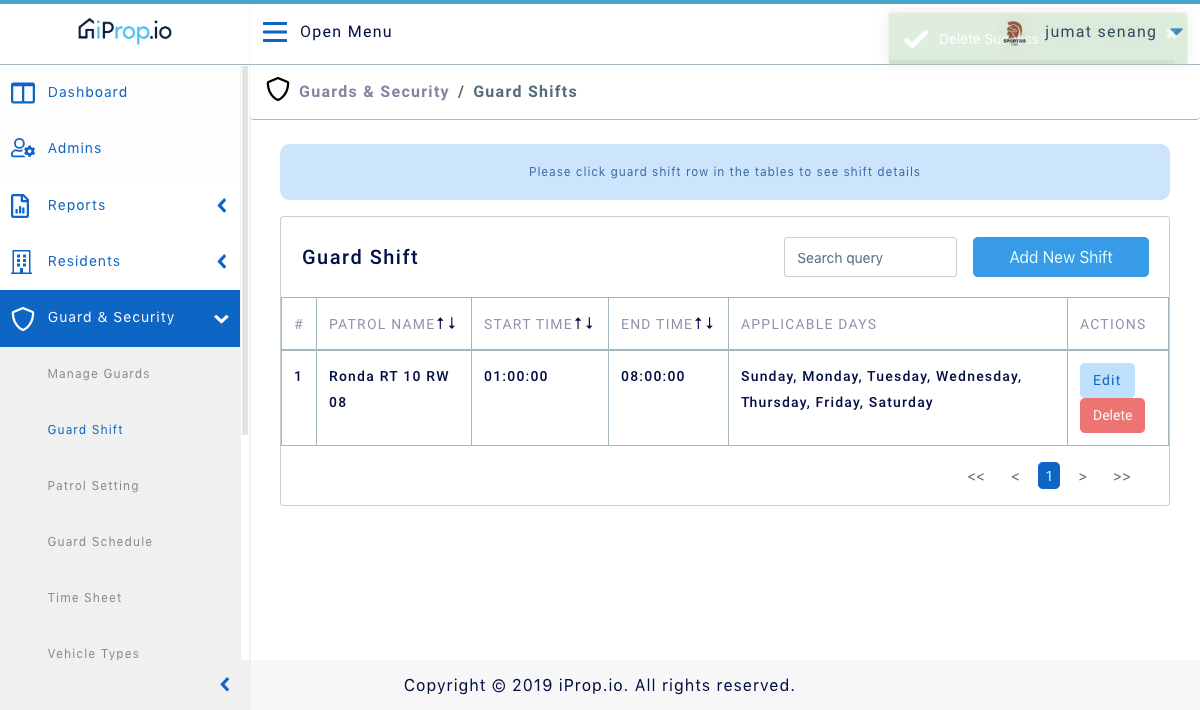 iProp.io
Open Menu
Delete Success
jumat senang
Dashboard
Admins
Reports
Residents
Guard & Security
Manage Guards
Guard Shift
Patrol Setting
Guard Schedule
Time Sheet
Vehicle Types
Guards & Security / Guard Shifts
Please click guard shift row in the tables to see shift details
Guard Shift
Search query
Add New Shift
# PATROL NAME↑↓ START TIME↑↓ END TIME↑↓ APPLICABLE DAYS ACTIONS
1 Ronda RT 10 RW 01:00:00 08:00:00 Sunday, Monday, Tuesday, Wednesday, Edit
08 Thursday, Friday, Saturday Delete
<< < 1 > >>
Copyright © 2019 iProp.io. All rights reserved.